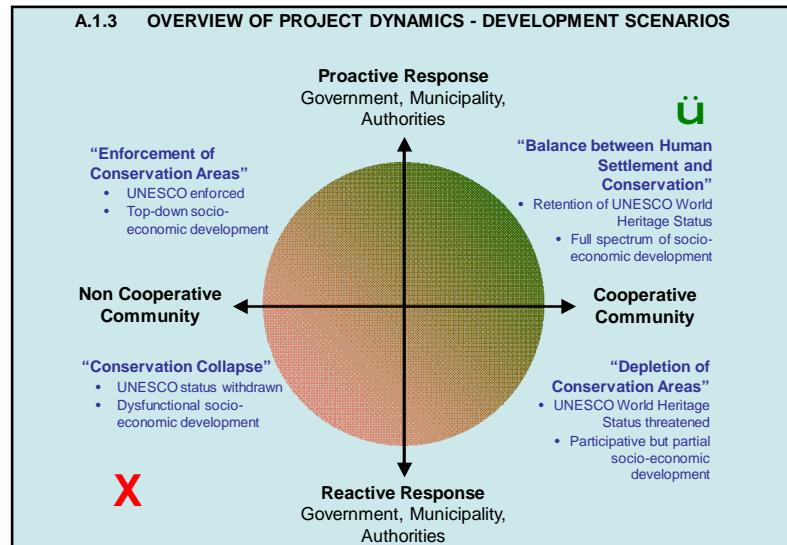 A.1.3 OVERVIEW OF PROJECT DYNAMICS - DEVELOPMENT SCENARIOS
Proactive Response
Government, Municipality,
Authorities
ü
“Enforcement of
Conservation Areas”
• UNESCO enforced
• Top-down socio-
economic development
“Balance between Human
Settlement and
Conservation”
• Retention of UNESCO World
Heritage Status
• Full spectrum of socio-
economic development
Non Cooperative
Community
Cooperative
Community
“Conservation Collapse”
• UNESCO status withdrawn
• Dysfunctional socio-
economic development
“Depletion of
Conservation Areas”
• UNESCO World Heritage
Status threatened
• Participative but partial
socio-economic
development
X
Reactive Response
Government, Municipality,
Authorities